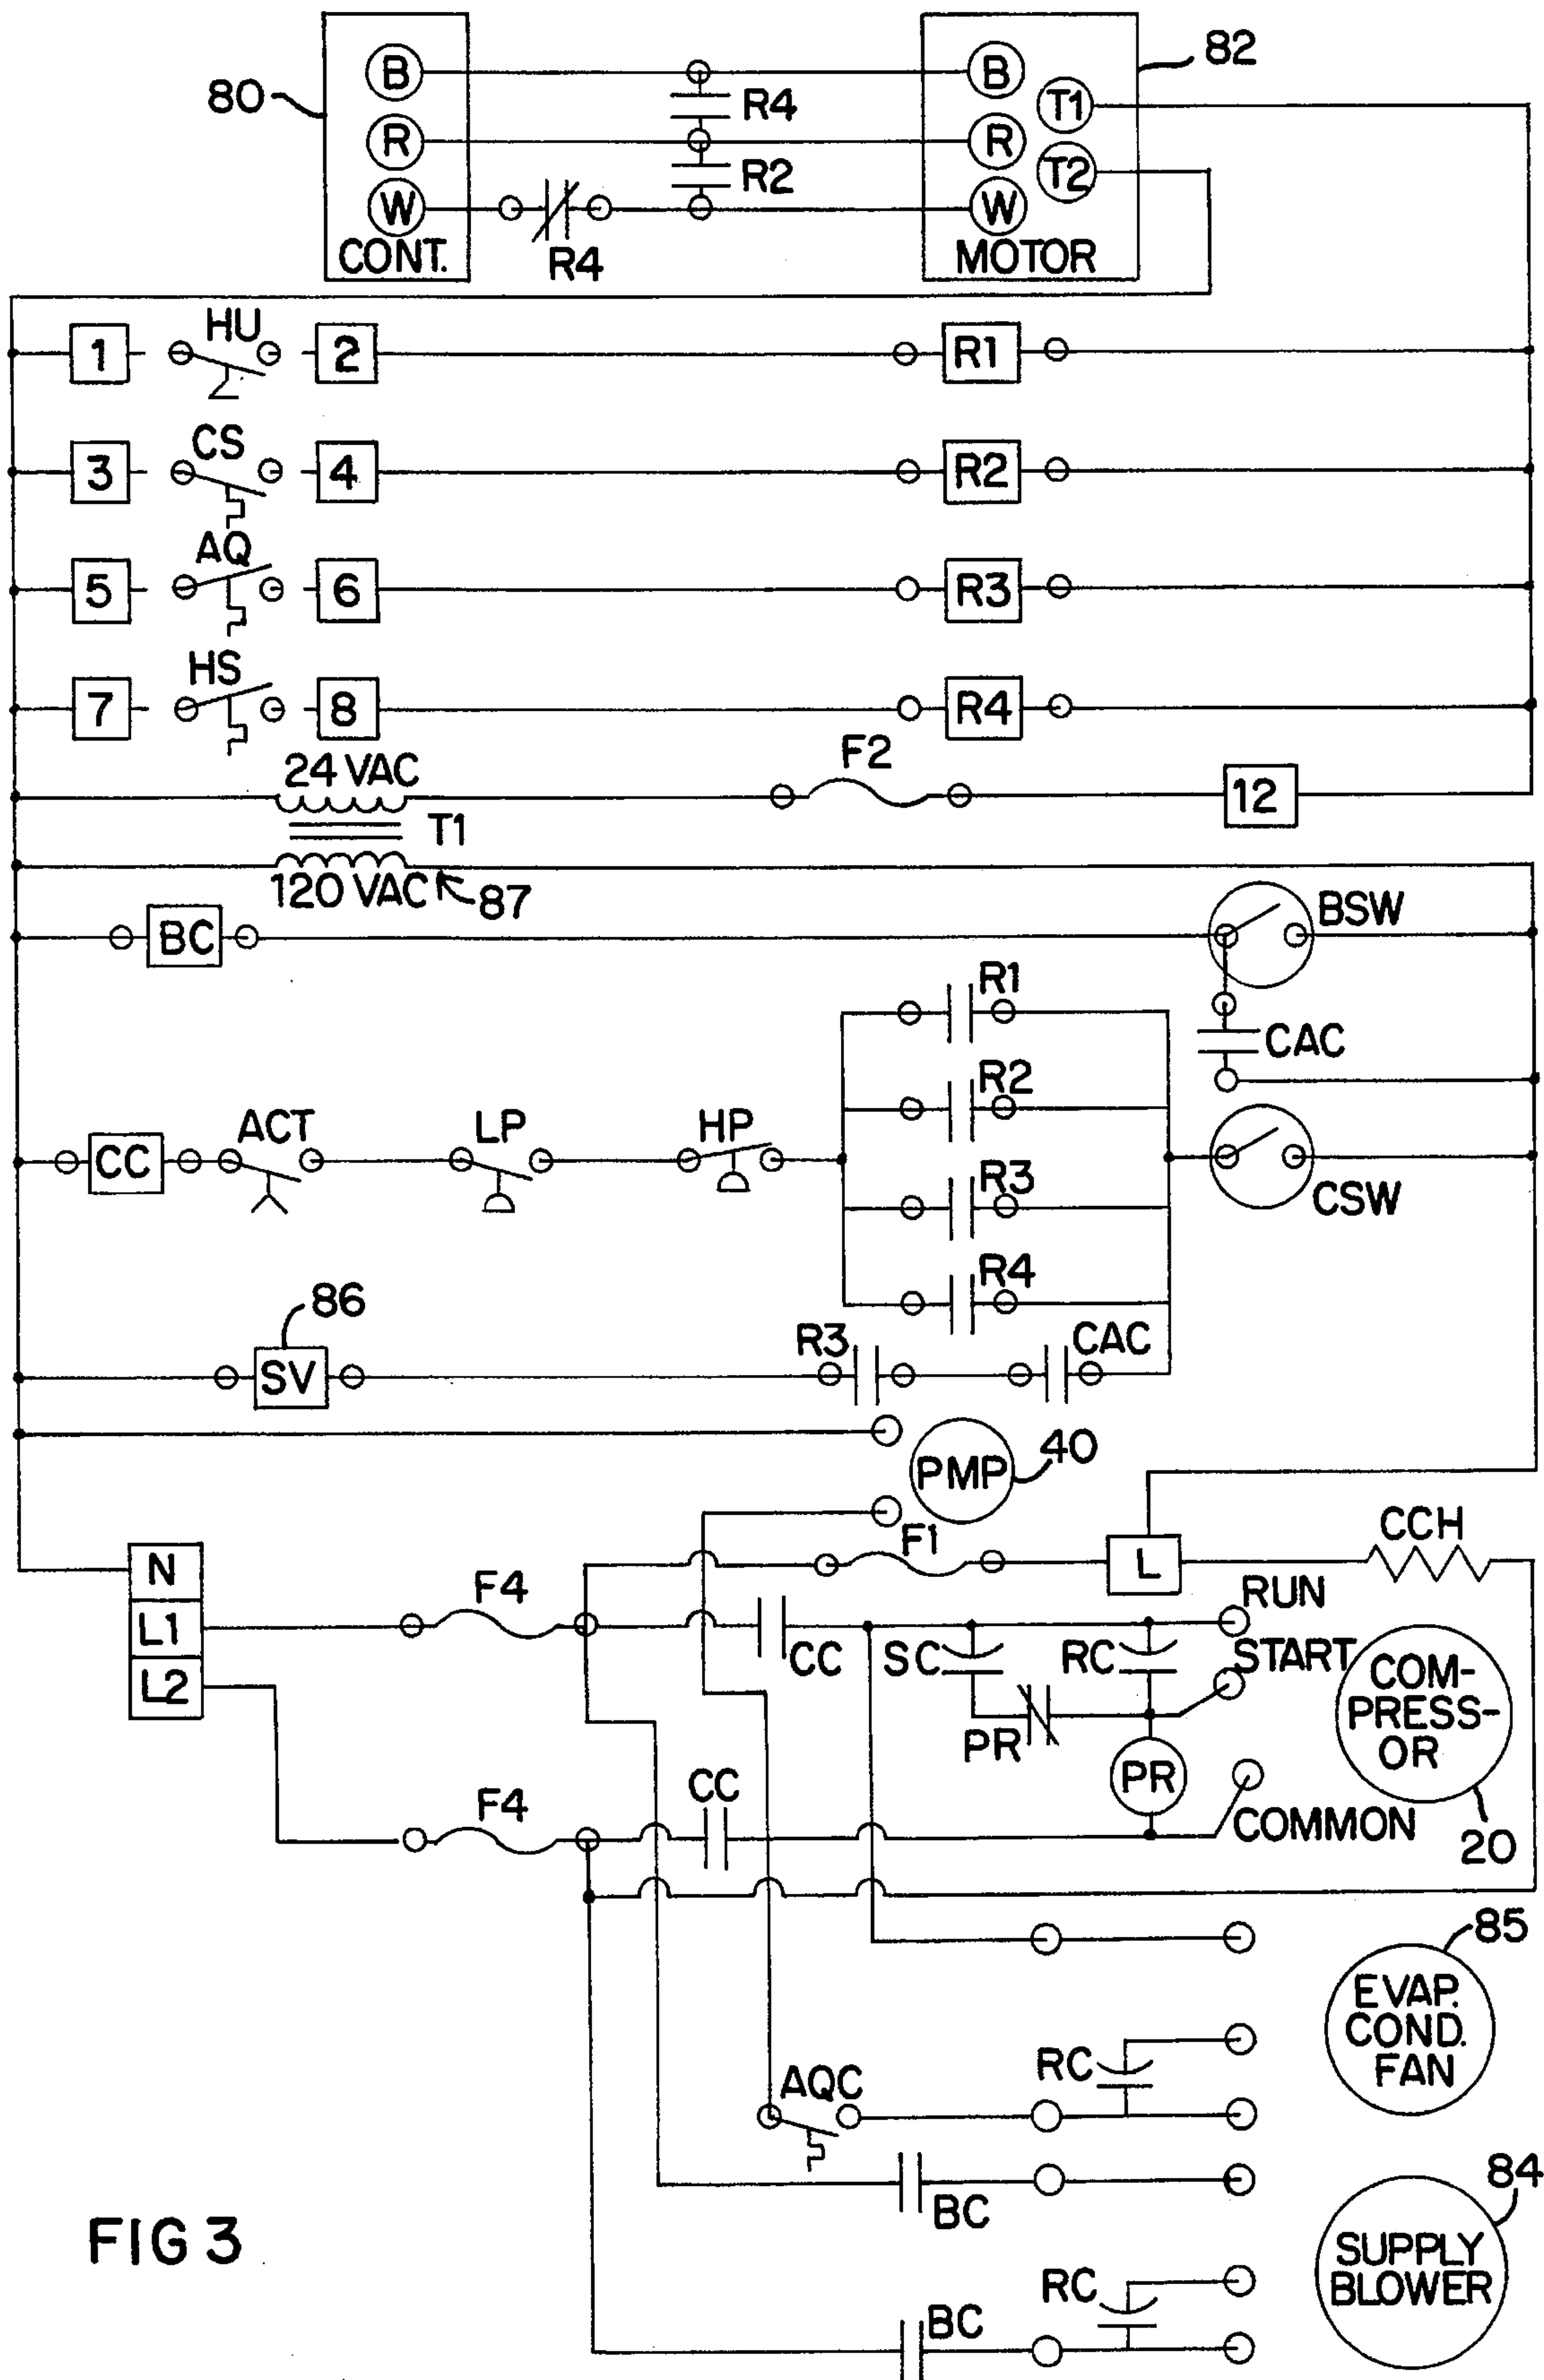 80
B
R4
B
T1
82
R
R2
R
T2
W
R4
W
CONT.
MOTOR
1
HU
2
R1
3
CS
4
R2
5
AQ
6
R3
7
HS
8
R4
24 VAC
F2
12
T1
120 VAC
87
BC
BSW
R1
CAC
R2
CC
ACT
LP
HP
R3
CSW
R4
86
SV
R3
CAC
PMP
40
N
L1
L2
F4
F1
L
CCH
CC
SC
RC
RUN
START
PR
PR
COM-
PRESS-
OR
F4
CC
COMMON
20
85
EVAP.
COND.
FAN
AQC
RC
BC
84
SUPPLY
BLOWER
BC
RC
FIG 3